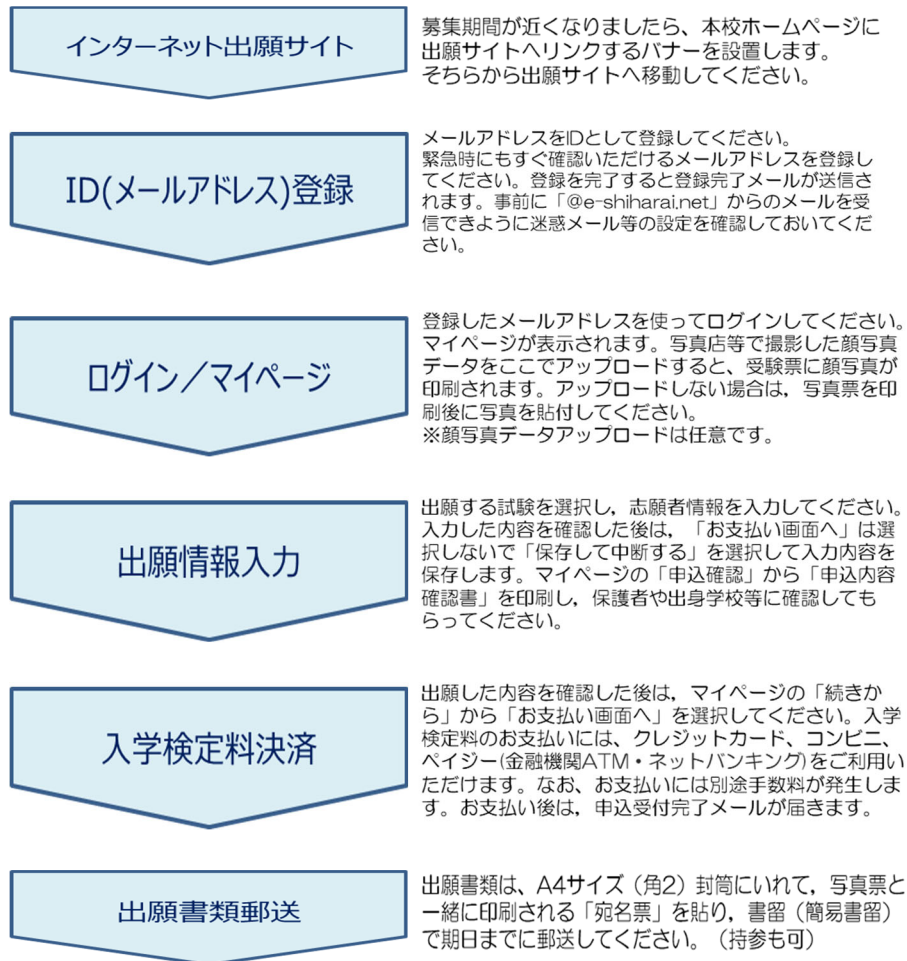 インターネット出願サイト
募集期間が近くなりましたら、本校ホームページに
出願サイトへリンクするバナーを設置します。
そちらから出願サイトへ移動してください。
ID(メールアドレス)登録
メールアドレスをIDとして登録してください。
緊急時にもすぐ確認いただけるメールアドレスを登録し
てください。登録を完了すると登録完了メールが送信さ
れます。事前に「@e-shiharai.net」からのメールを受
信できように迷惑メール等の設定を確認しておいてくだ
さい。
ログイン／マイページ
登録したメールアドレスを使ってログインしてください。
マイページが表示されます。写真店等で撮影した顔写真
データをここでアップロードすると、受験票に顔写真が
印刷されます。アップロードしない場合は，写真票を印
刷後に写真を貼付してください。
※顔写真データアップロードは任意です。
出願情報入力
出願する試験を選択し，志願者情報を入力してください。
入力した内容を確認した後は，「お支払い画面へ」は選
択しないで「保存して中断する」を選択して入力内容を
保存します。マイページの「申込確認」から「申込内容
確認書」を印刷し，保護者や出身学校等に確認しても
らってください。
入学検定料決済
出願した内容を確認した後は，マイページの「続きか
ら」から「お支払い画面へ」を選択してください。入学
検定料のお支払いには、クレジットカード、コンビニ、
ペイジー(金融機関ATM・ネットバンキング)をご利用い
ただけます。なお、お支払いには別途手数料が発生しま
す。お支払い後は，申込受付完了メールが届きます。
出願書類郵送
出願書類は、A4サイズ（角2）封筒にいれて，写真票と
一緒に印刷される「宛名票」を貼り，書留（簡易書留）
で期日までに郵送してください。（持参も可）